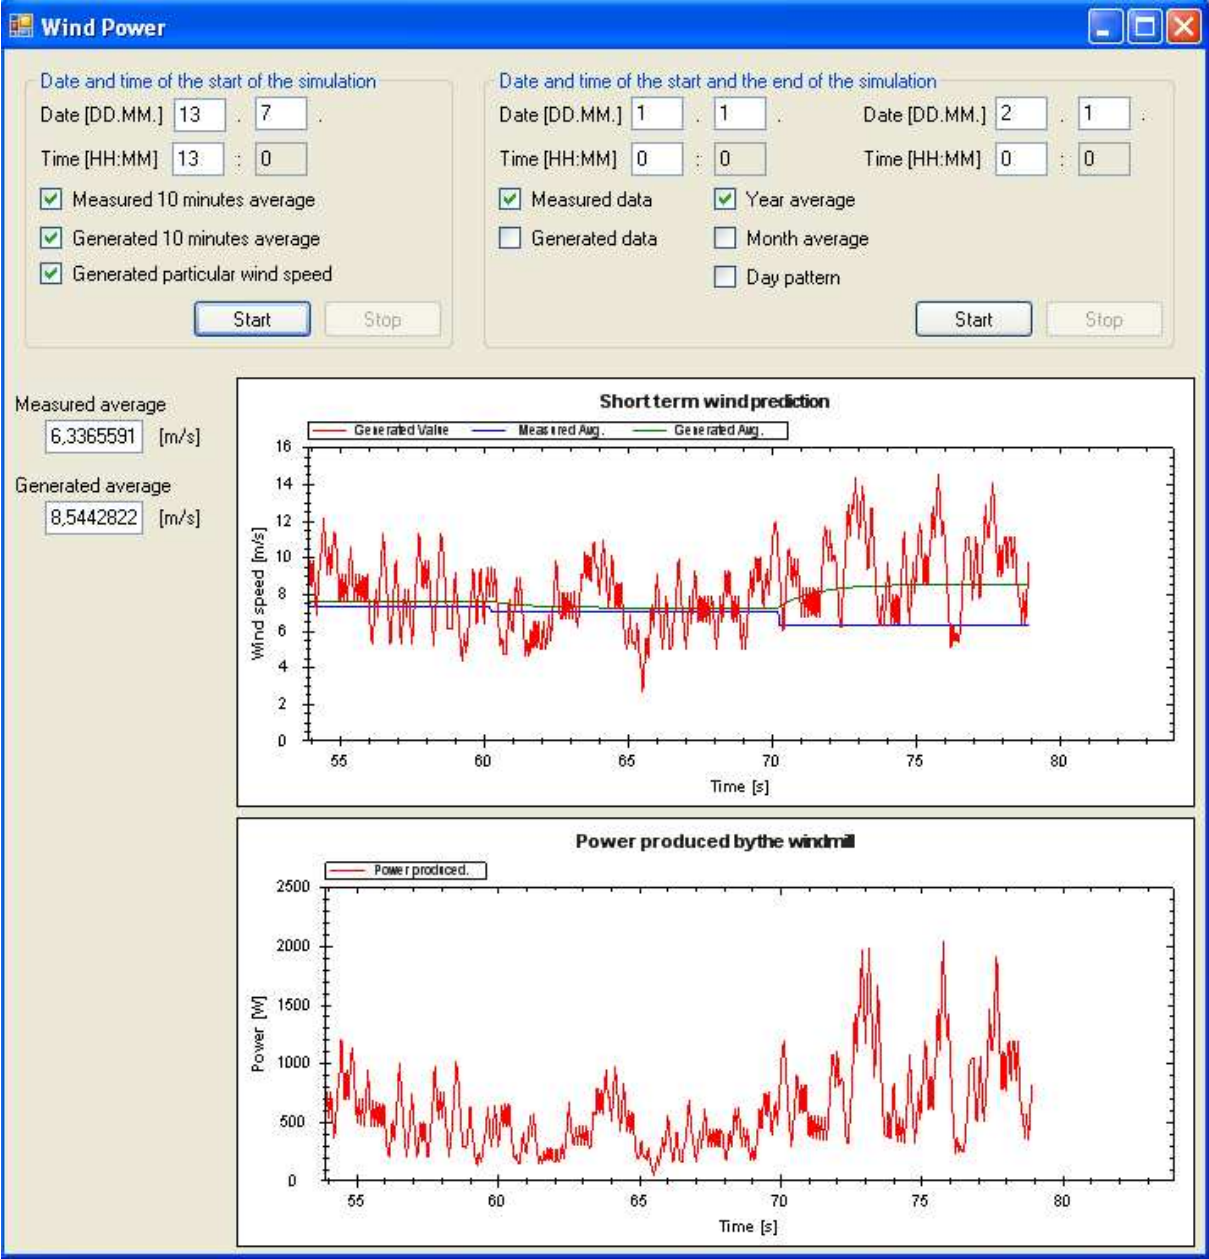 Wind Power
Date and time of the start of the simulation
Date [DD.MM.] 13 . 7 .
Time [HH:MM] 13 : 0
Measured 10 minutes average
Generated 10 minutes average
Generated particular wind speed
Start Stop
Date and time of the start and the end of the simulation
Date [DD.MM.] 1 . 1 . Date [DD.MM.] 2 . 1 .
Time [HH:MM] 0 : 0 Time [HH:MM] 0 : 0
Measured data Year average
Generated data Month average
Day pattern
Start Stop
Measured average
6,3365591 [m/s]
Generated average
8,5442822 [m/s]
Short term wind prediction
Generated Value Measured Aug. Generated Aug.
16
14
12
10
8
6
4
2
0
Wind speed [m/s]
55 60 65 70 75 80
Time [s]
Power produced by the windmill
Power produced.
2500
2000
1500
1000
500
0
Power [W]
55 60 65 70 75 80
Time [s]